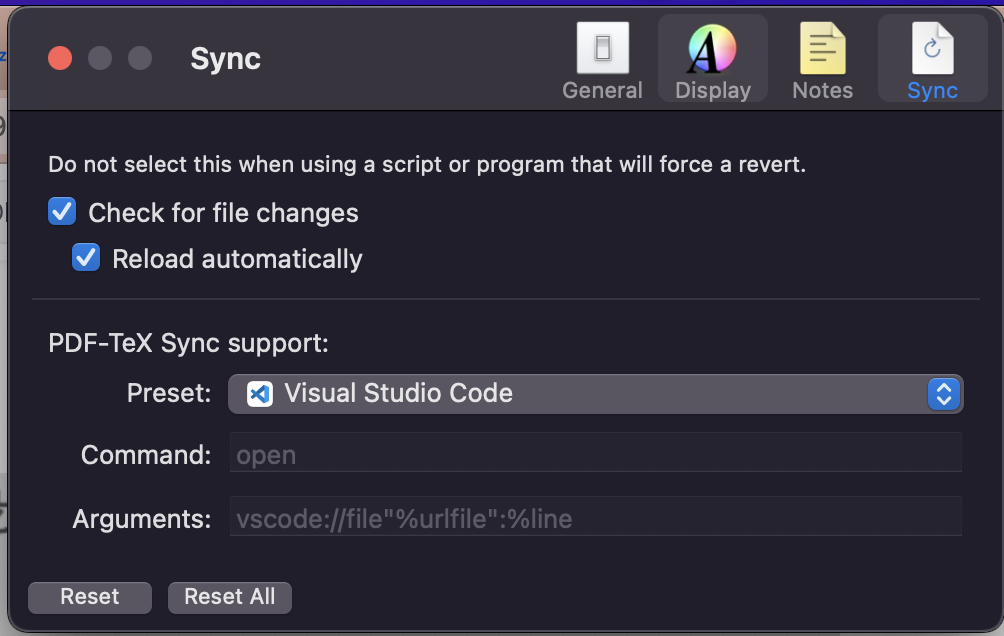 Sync
General
Display
Notes
Sync
Do not select this when using a script or program that will force a revert.
Check for file changes
Reload automatically
PDF-TeX Sync support:
Preset: Visual Studio Code
Command: open
Arguments: vscode://file"%urlfile":%line
Reset
Reset All